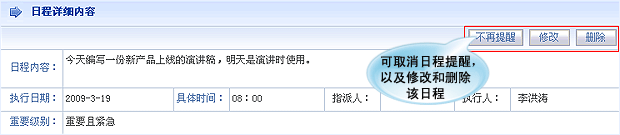 日程详细内容
不再提醒 修改 删除
日程内容： 今天编写一份新产品上线的演讲稿，明天是演讲时使用。
可取消日程提醒，
以及修改和删除
该日程
执行日期： 2009-3-19 具体时间： 08：00 指派人： 执行人： 李洪涛
重要级别： 重要且紧急